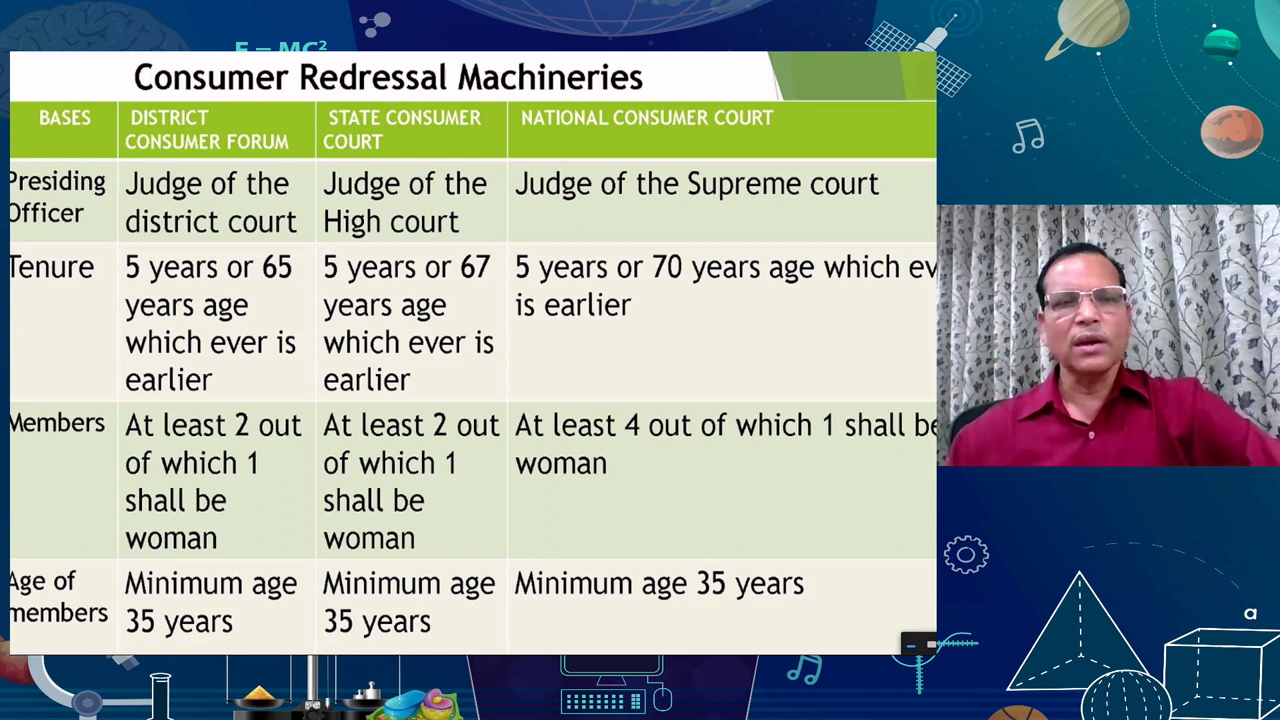 E = MC²
Consumer Redressal Machineries
BASES
DISTRICT
CONSUMER FORUM
STATE CONSUMER
COURT
NATIONAL CONSUMER COURT
Presiding
Officer
Judge of the
district court
Judge of the
High court
Judge of the Supreme court
Tenure
5 years or 65
years age
which ever is
earlier
5 years or 67
years age
which ever is
earlier
5 years or 70 years age which ev
is earlier
Members
At least 2 out
of which 1
shall be
woman
At least 2 out
of which 1
shall be
woman
At least 4 out of which 1 shall be
woman
Age of
members
Minimum age
35 years
Minimum age
35 years
Minimum age 35 years
a